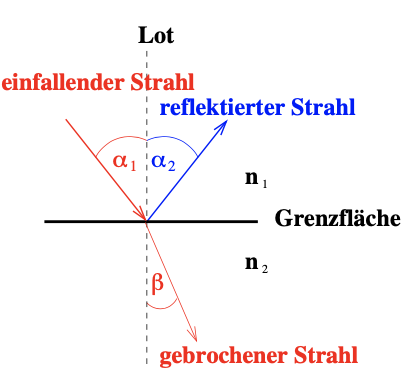 Lot
einfallender Strahl
reflektierter Strahl
α1 α2
n1
Grenzfläche
n2
β
gebrochener Strahl